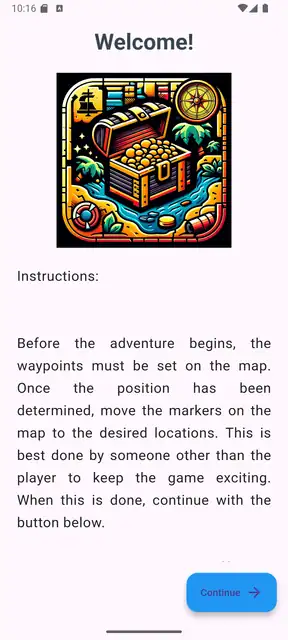 10:16
Welcome!
Instructions:
Before the adventure begins, the
waypoints must be set on the map.
Once the position has been
determined, move the markers on the
map to the desired locations. This is
best done by someone other than the
player to keep the game exciting.
When this is done, continue with the
button below.
Continue